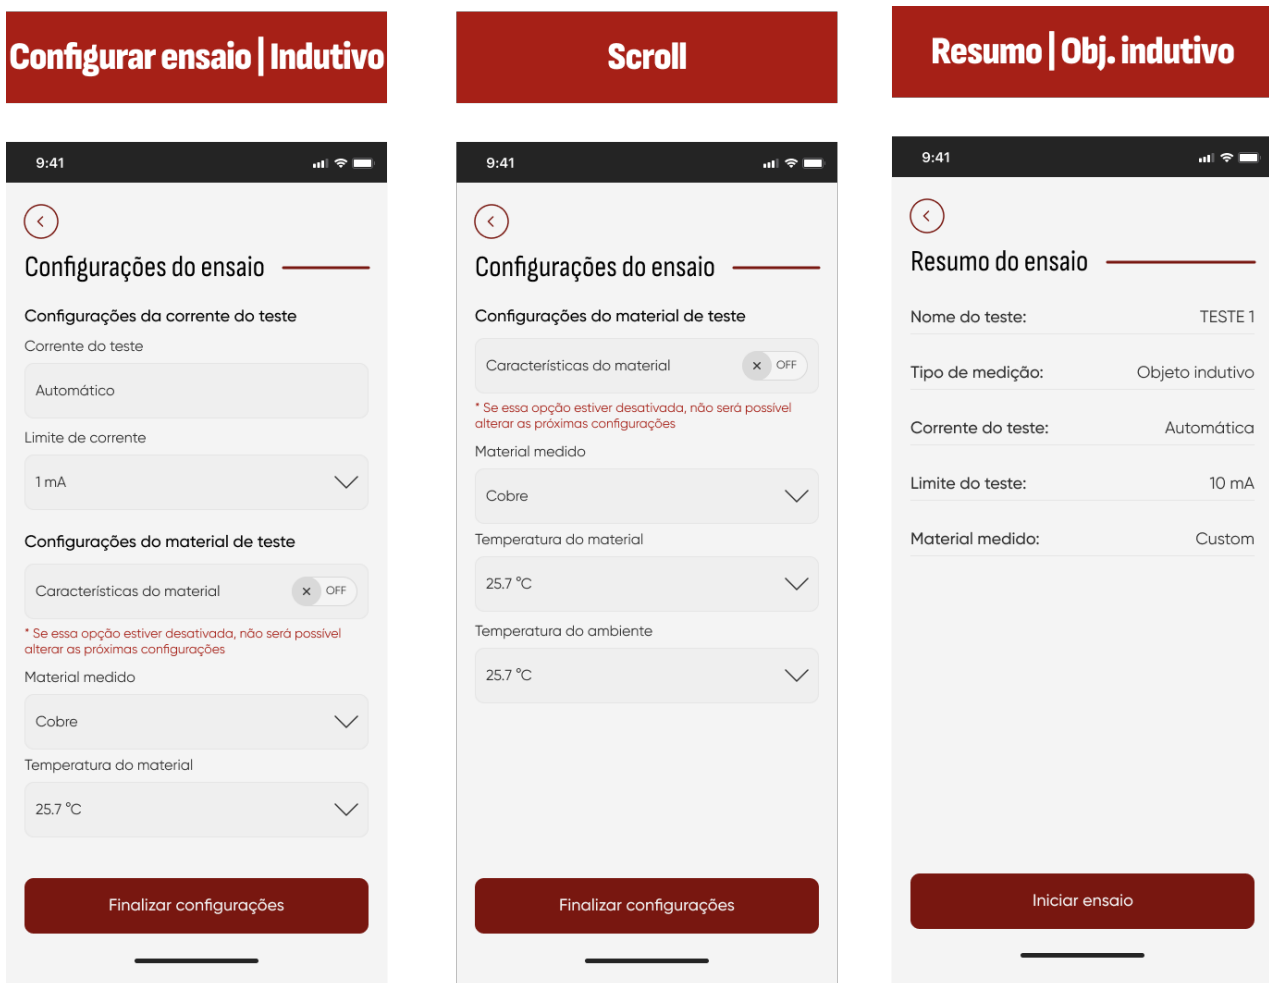 Configurar ensaio | Indutivo
9:41
Configurações do ensaio
Configurações da corrente do teste
Corrente do teste
Automático
Limite de corrente
1 mA
Configurações do material de teste
Características do material
OFF
* Se essa opção estiver desativada, não será possível
alterar as próximas configurações
Material medido
Cobre
Temperatura do material
25.7 °C
Finalizar configurações
Scroll
9:41
Configurações do ensaio
Configurações do material de teste
Características do material
OFF
* Se essa opção estiver desativada, não será possível
alterar as próximas configurações
Material medido
Cobre
Temperatura do material
25.7 °C
Temperatura do ambiente
25.7 °C
Finalizar configurações
Resumo | Obj. indutivo
9:41
Resumo do ensaio
Nome do teste: TESTE 1
Tipo de medição: Objeto indutivo
Corrente do teste: Automática
Limite do teste: 10 mA
Material medido: Custom
Iniciar ensaio